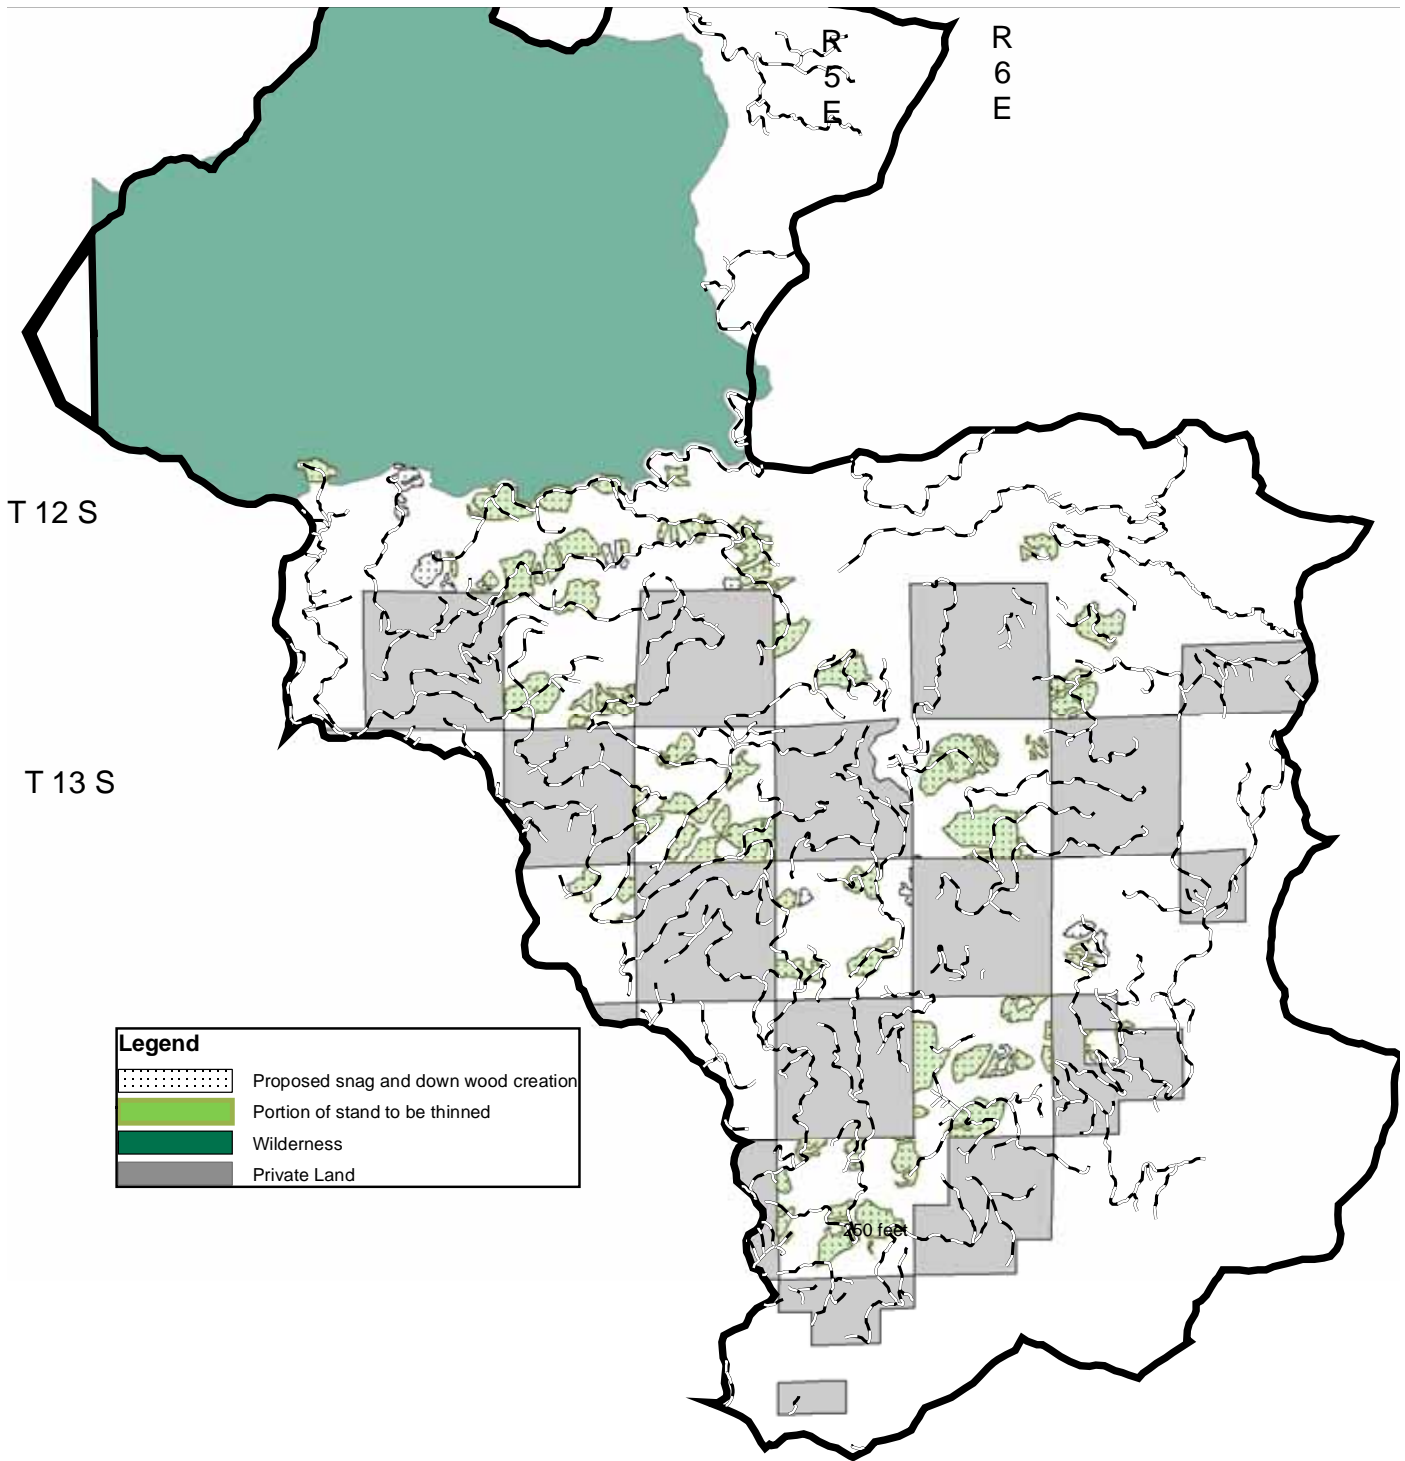 R
5
E
R
6
E
T 12 S
T 13 S
Legend
Proposed snag and down wood creation
Portion of stand to be thinned
Wilderness
Private Land
250 feet